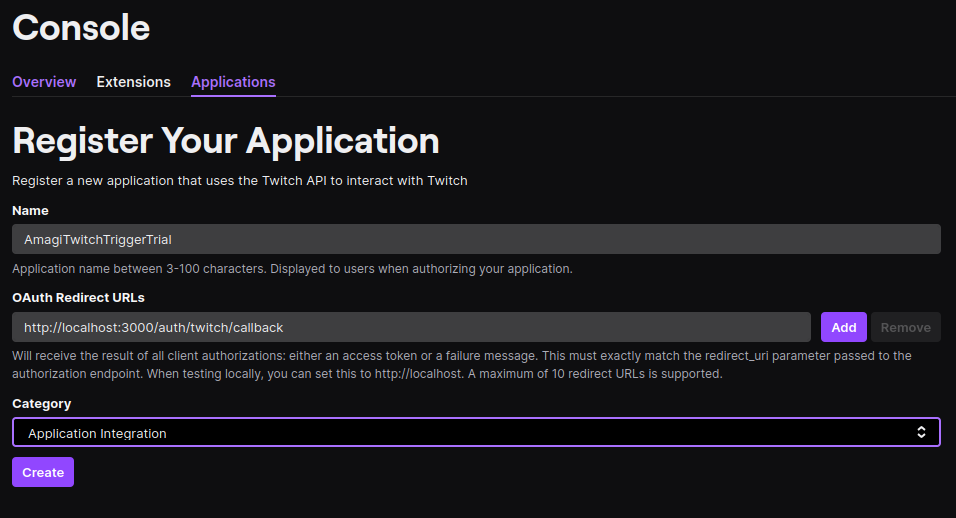 Console
Overview Extensions Applications
Register Your Application
Register a new application that uses the Twitch API to interact with Twitch
Name
AmagiTwitchTriggerTrial
Application name between 3-100 characters. Displayed to users when authorizing your application.
OAuth Redirect URLs
http://localhost:3000/auth/twitch/callback Add Remove
Will receive the result of all client authorizations: either an access token or a failure message. This must exactly match the redirect_uri parameter passed to the
authorization endpoint. When testing locally, you can set this to http://localhost. A maximum of 10 redirect URLs is supported.
Category
Application Integration
Create